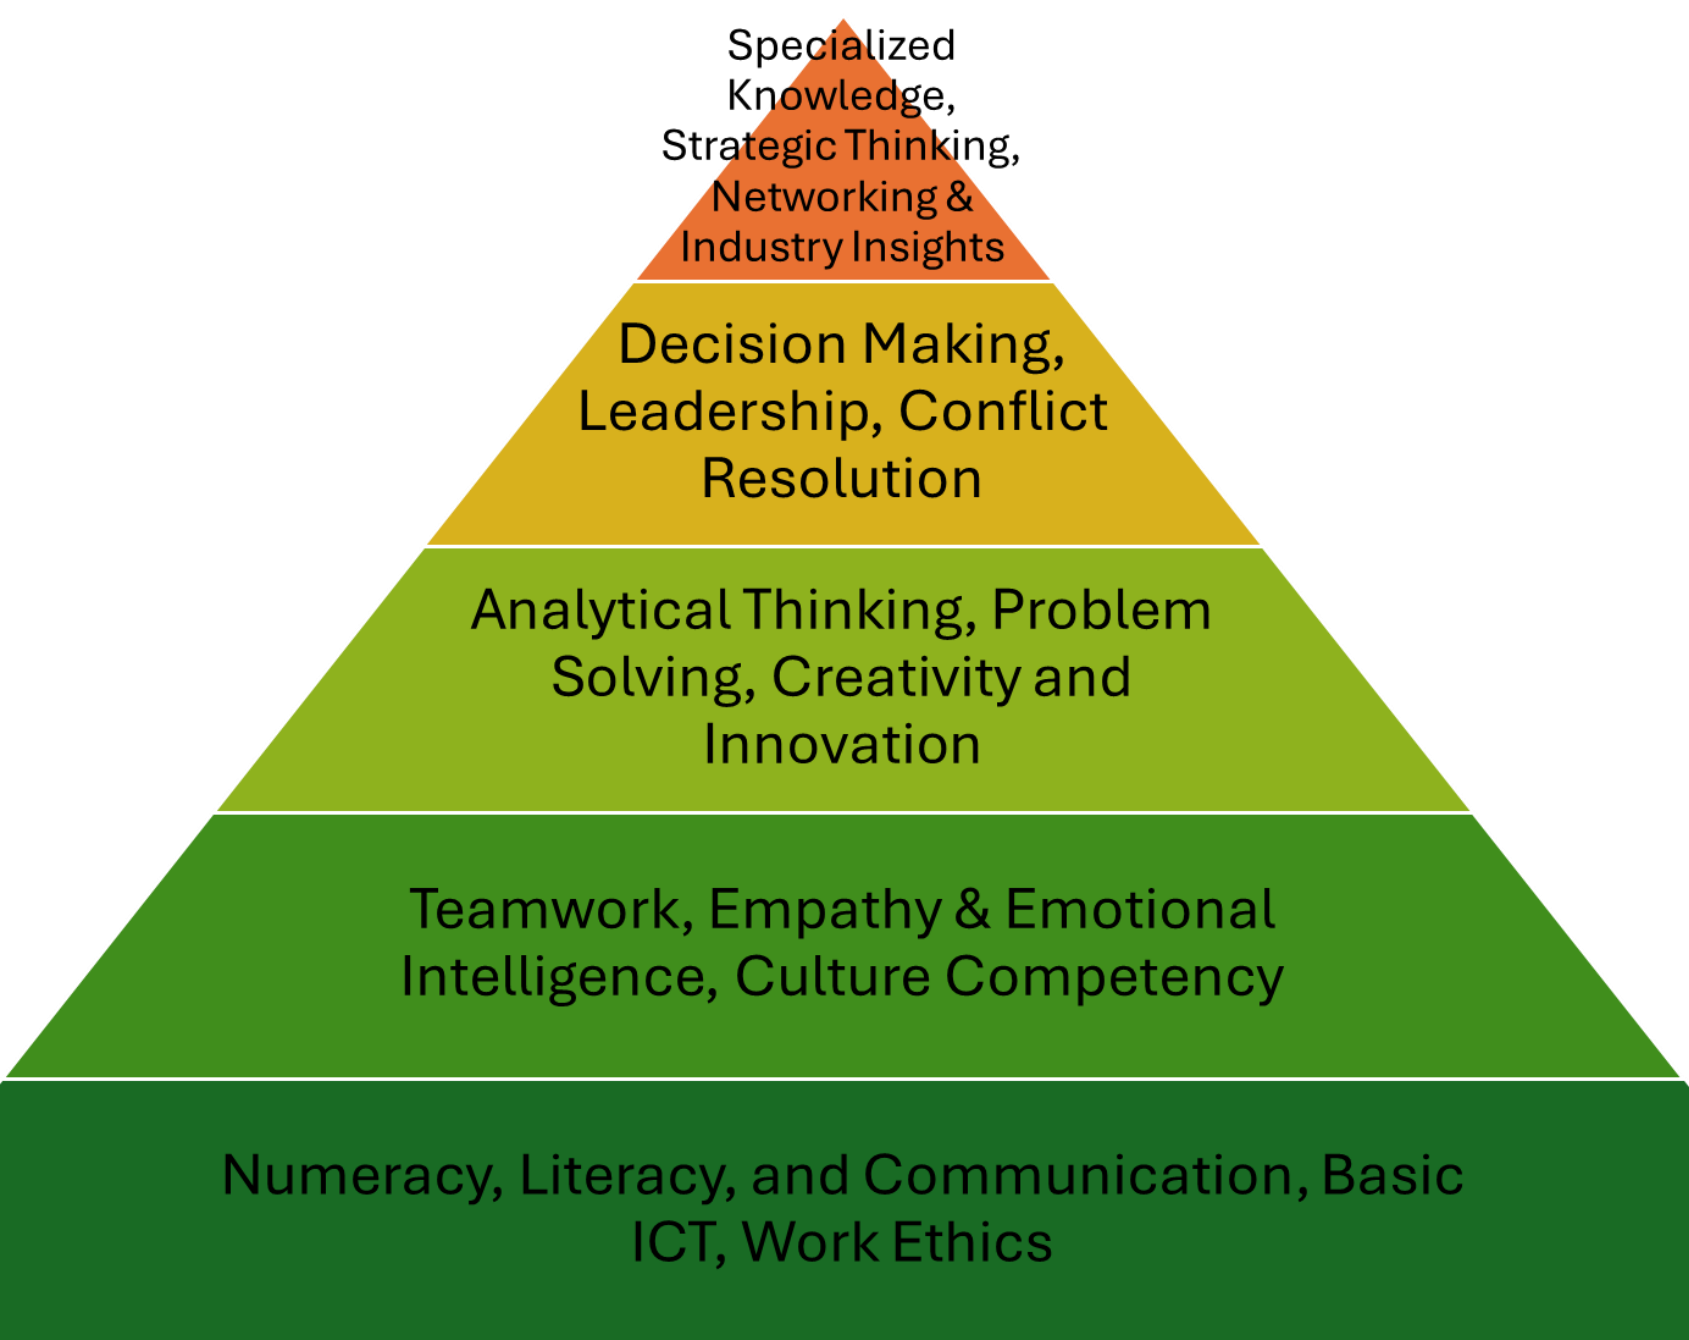 Specialized
Knowledge,
Strategic Thinking,
Networking &
Industry Insights
Decision Making,
Leadership, Conflict
Resolution
Analytical Thinking, Problem
Solving, Creativity and
Innovation
Teamwork, Empathy & Emotional
Intelligence, Culture Competency
Numeracy, Literacy, and Communication, Basic
ICT, Work Ethics